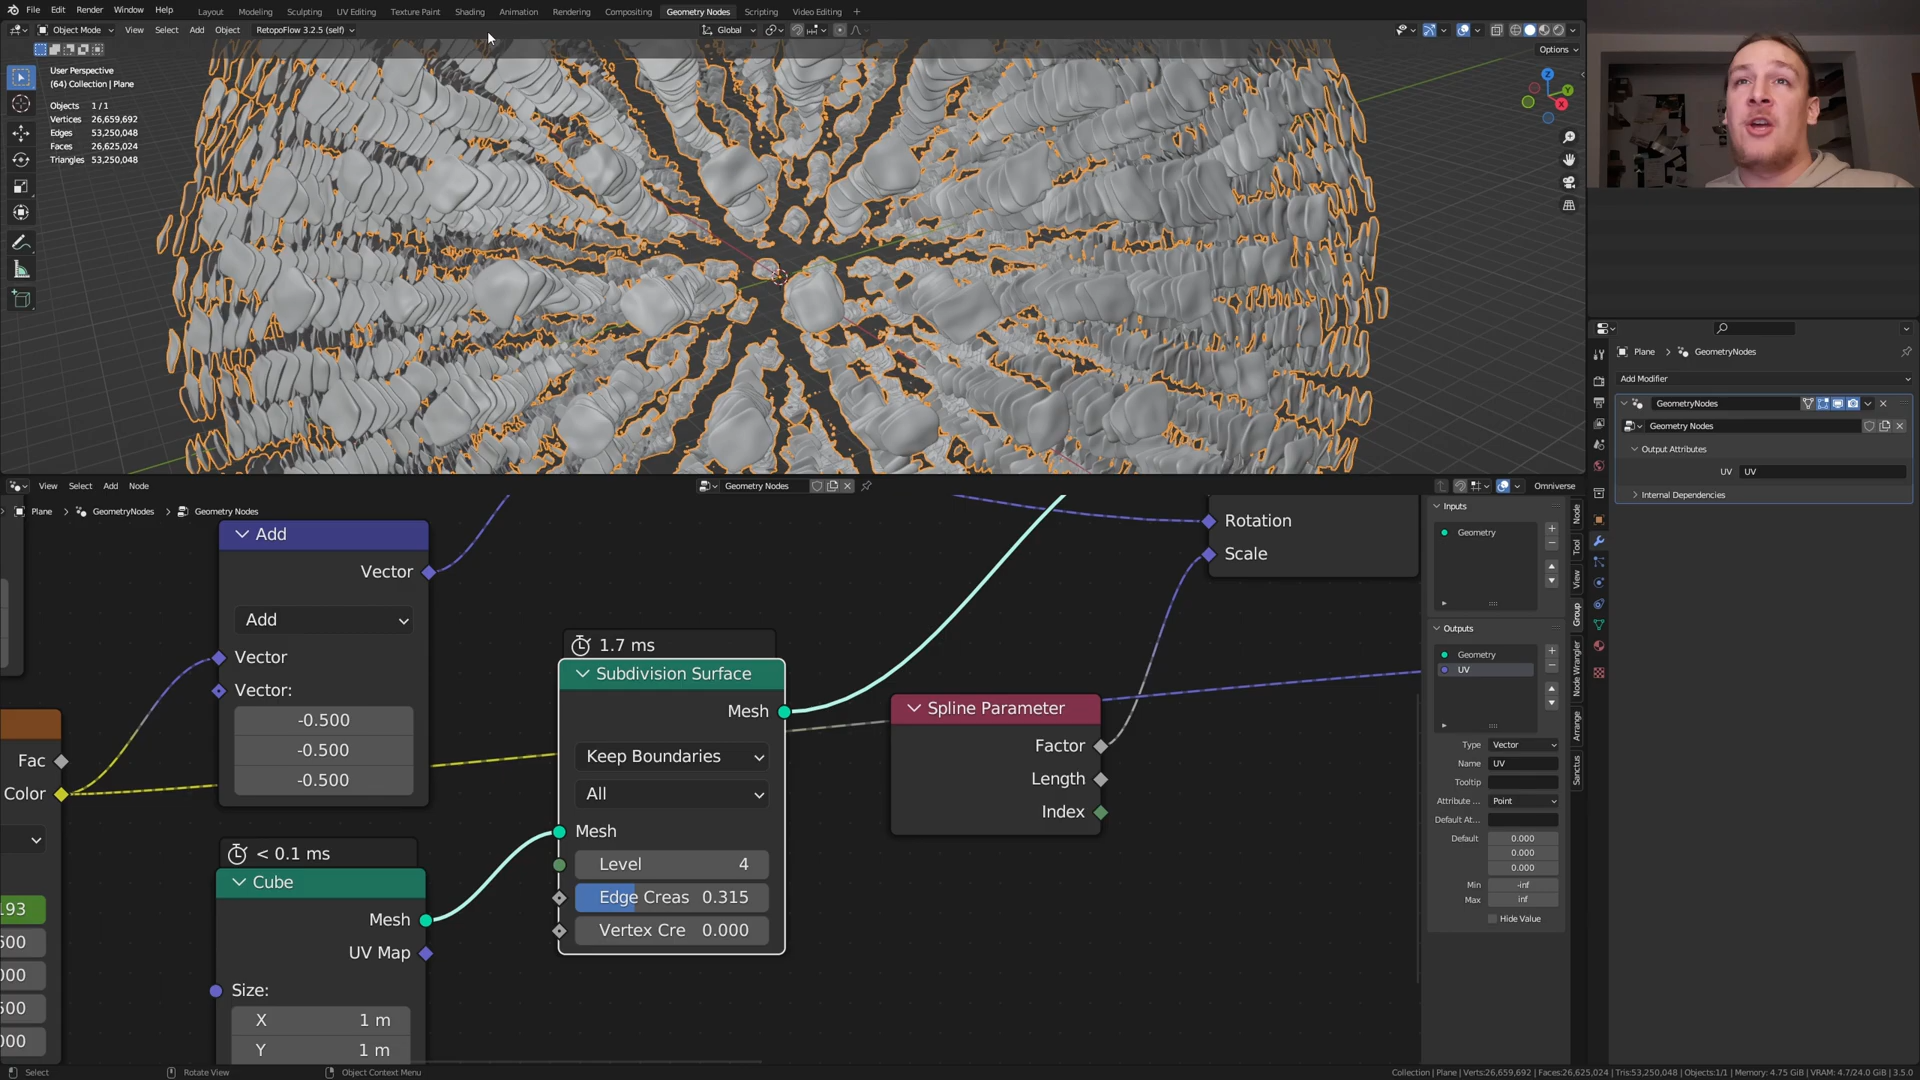 File Edit Render Window Help Layout Modeling Sculpting UV Editing Texture Paint Shading Animation Rendering Compositing Geometry Nodes Scripting Video Editing +
Object Mode View Select Add Object RetopoFlow 3.2.5 (self) Global
Options
User Perspective
(64) Collection | Plane
Objects 1/1
Vertices 26,659,692
Edges 53,250,048
Faces 26,625,024
Triangles 53,250,048
Z
Y
X
Plane > GeometryNodes
Add Modifier
GeometryNodes
Geometry Nodes
Output Attributes
UV UV
Internal Dependencies
View Select Add Node Geometry Nodes Omniverse
Plane > GeometryNodes > Geometry Nodes
Add
Vector
Add
Vector
Vector:
-0.500
-0.500
-0.500
Fac
Color
193
500
000
500
000
< 0.1 ms
Cube
Mesh
UV Map
Size:
X 1 m
Y 1 m
1.7 ms
Subdivision Surface
Mesh
Keep Boundaries
All
Mesh
Level 4
Edge Creas 0.315
Vertex Cre 0.000
Spline Parameter
Factor
Length
Index
Rotation
Scale
Inputs
Geometry
Outputs
Geometry
UV
Type Vector
Name UV
Tooltip
Attribute ... Point
Default At...
Default 0.000
0.000
0.000
Min -inf
Max inf
Hide Value
Node
Tool
View
Group
Node Wrangler
Arrange
Sanctus
Select Rotate View Object Context Menu
Collection | Plane | Verts:26,659,692 | Faces:26,625,024 | Tris:53,250,048 | Objects:1/1 | Memory: 4.75 GiB | VRAM: 4.7/24.0 GiB | 3.5.0